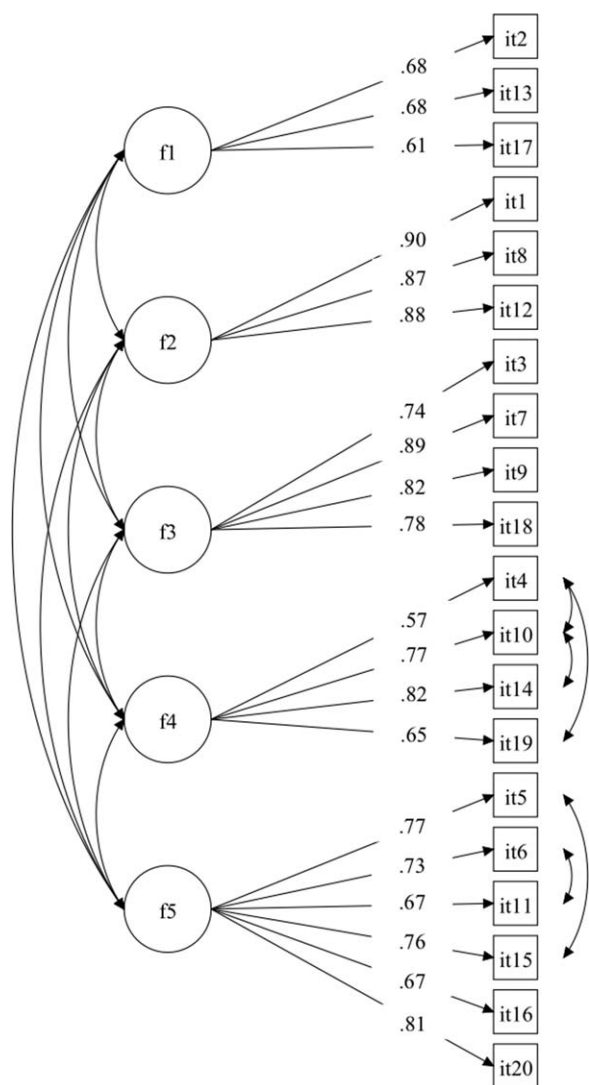 it2
.68
it13
.68
f1
.61
it17
it1
.90
it8
.87
it12
.88
f2
it3
.74
it7
.89
it9
.82
f3
.78
it18
it4
.57
it10
.77
it14
.82
f4
.65
it19
it5
.77
it6
.73
it11
.67
f5
.76
it15
.67
it16
.81
it20